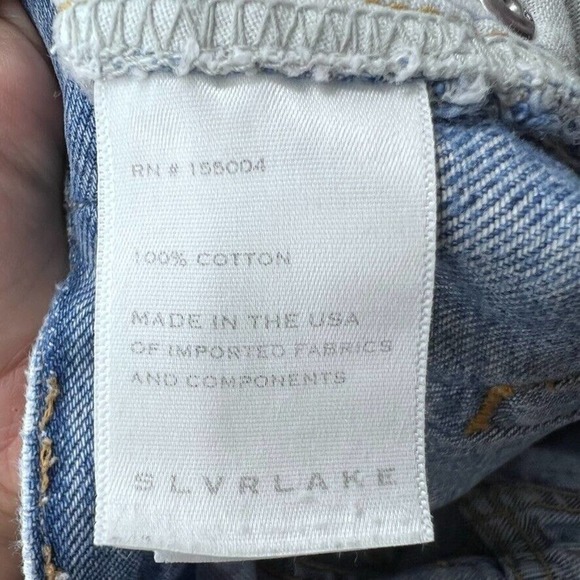 RN # 155004
100% COTTON
MADE IN THE USA
OF IMPORTED FABRICS
AND COMPONENTS
SLVRLAKE